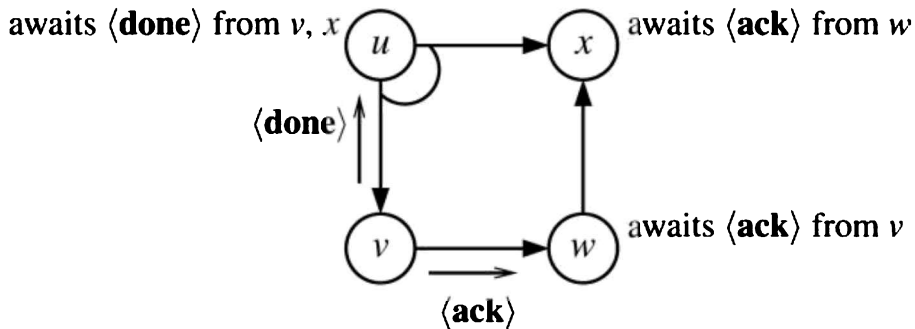 awaits ⟨done⟩ from v, x
u
x
awaits ⟨ack⟩ from w
⟨done⟩
v
w
awaits ⟨ack⟩ from v
⟨ack⟩